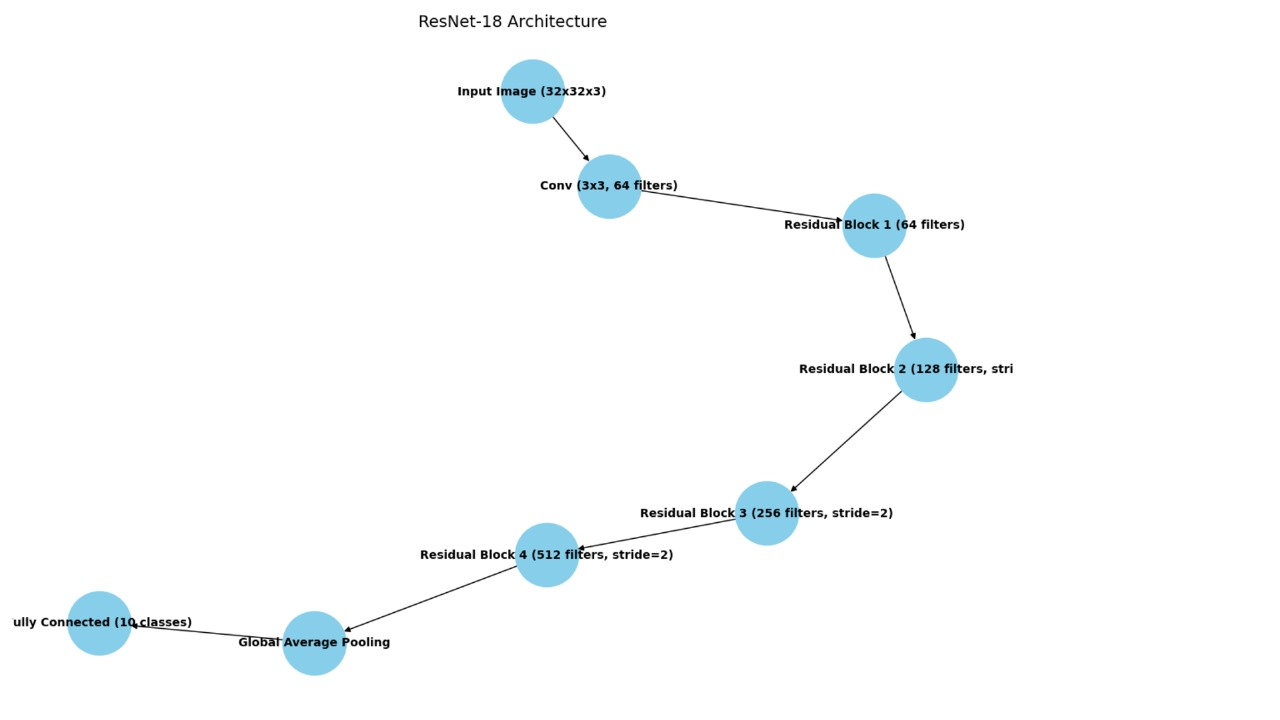 ResNet-18 Architecture
Input Image (32x32x3)
Conv (3x3, 64 filters)
Residual Block 1 (64 filters)
Residual Block 2 (128 filters, stri
Residual Block 3 (256 filters, stride=2)
Residual Block 4 (512 filters, stride=2)
ully Connected (10 classes)
Global Average Pooling